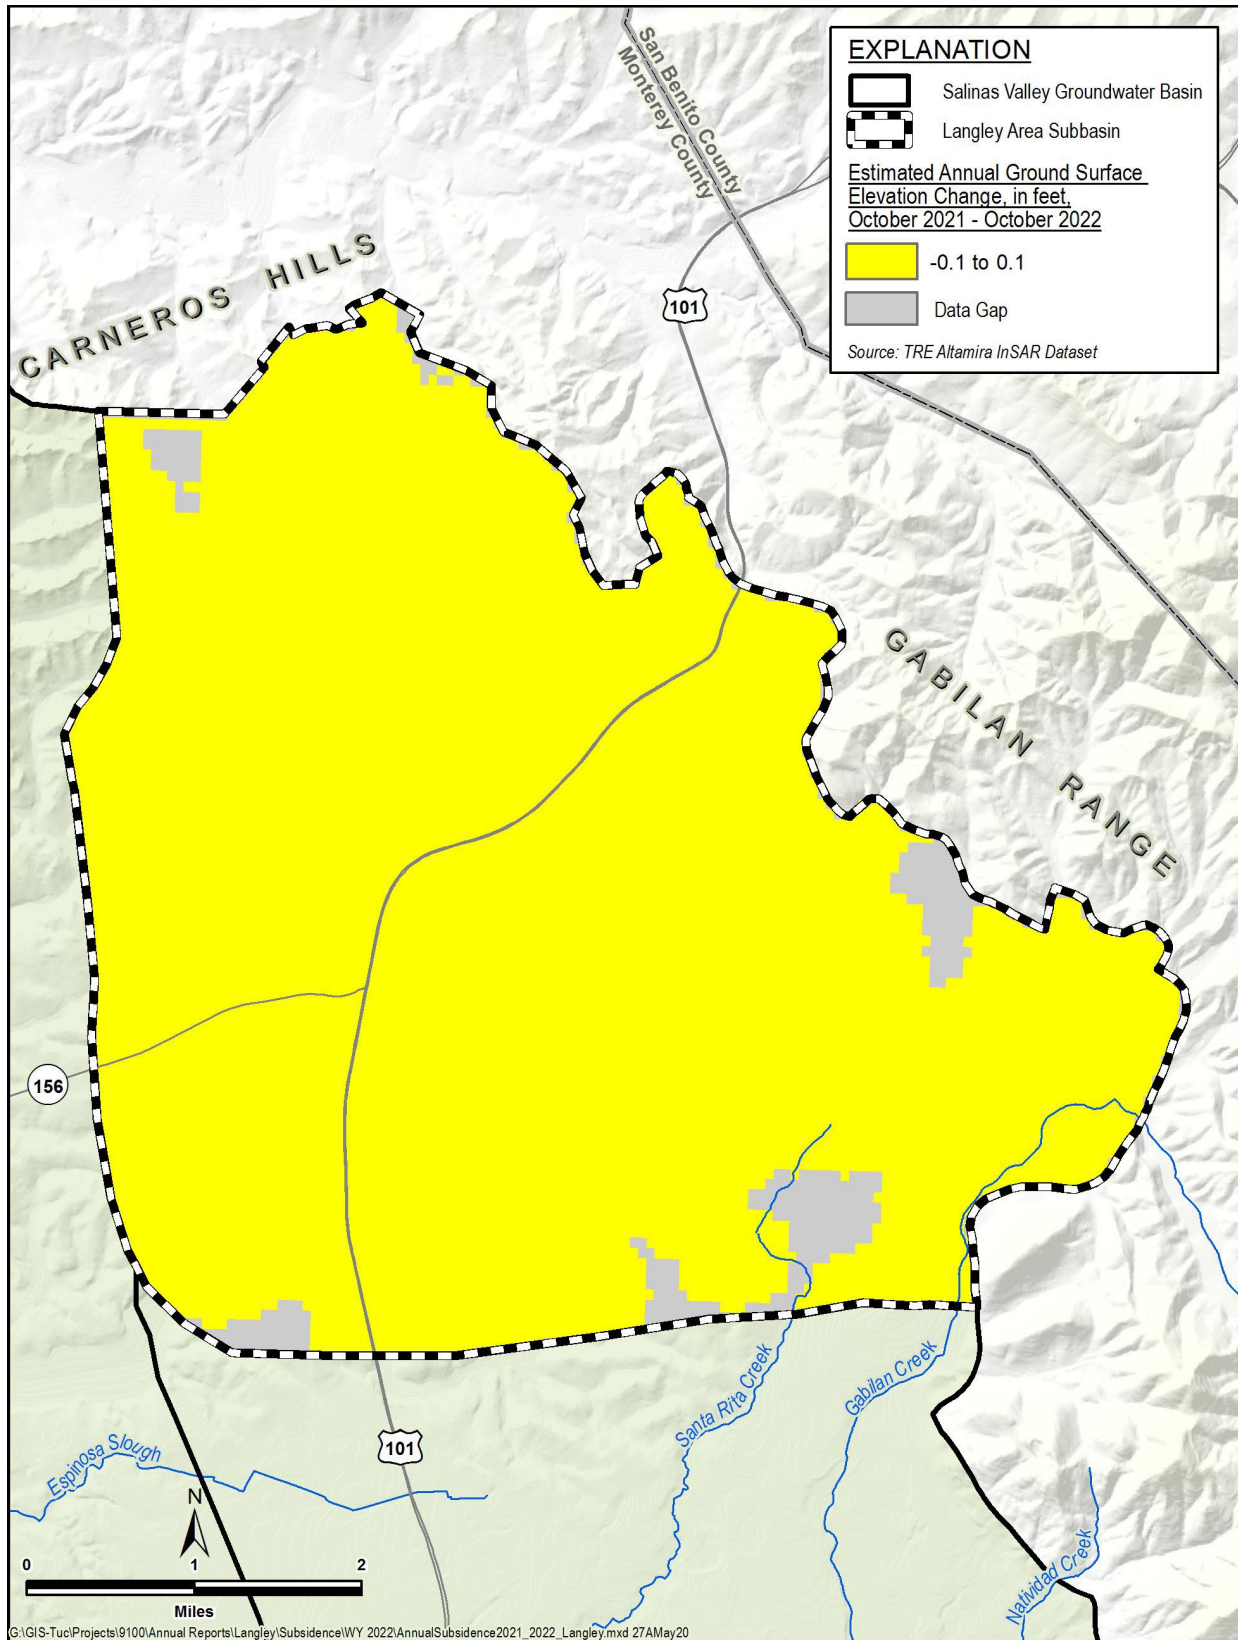 EXPLANATION
Salinas Valley Groundwater Basin
Langley Area Subbasin
Estimated Annual Ground Surface
Elevation Change, in feet,
October 2021 - October 2022
-0.1 to 0.1
Data Gap
Source: TRE Altamira InSAR Dataset
San Benito County
Monterey County
CARNEROS HILLS
101
GABILAN RANGE
156
Santa Rita Creek
Gabilan Creek
101
Espinosa Slough
Natividad Creek
N
0 1 2
Miles
G:\GIS-Tuc\Projects\9100\Annual Reports\Langley\Subsidence\WY 2022\AnnualSubsidence2021_2022_Langley.mxd 27AMay20